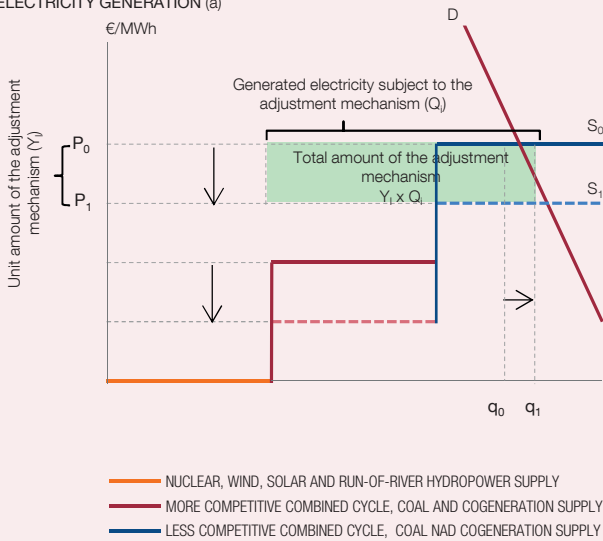 ELECTRICITY GENERATION (a)
€/MWh
D
Generated electricity subject to the
adjustment mechanism (Qi)
Unit amount of the adjustment
mechanism (Yi)
P0
P1
S0
S1
Total amount of the adjustment
mechanism
Yi x Qi
q0 q1
NUCLEAR, WIND, SOLAR AND RUN-OF-RIVER HYDROPOWER SUPPLY
MORE COMPETITIVE COMBINED CYCLE, COAL AND COGENERATION SUPPLY
LESS COMPETITIVE COMBINED CYCLE, COAL NAD COGENERATION SUPPLY